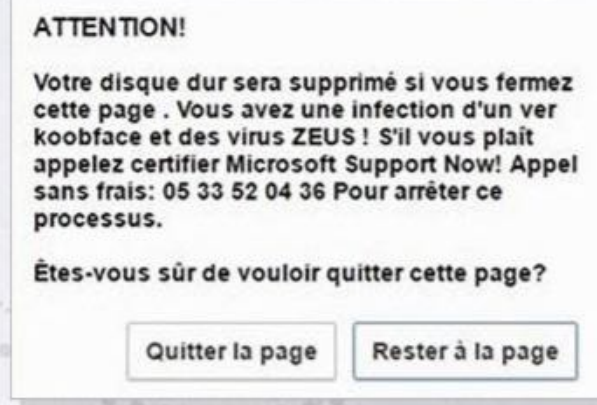 ATTENTION!
Votre disque dur sera supprimé si vous fermez
cette page . Vous avez une infection d'un ver
koobface et des virus ZEUS ! S'il vous plaît
appelez certifier Microsoft Support Now! Appel
sans frais: 05 33 52 04 36 Pour arrêter ce
processus.
Êtes-vous sûr de vouloir quitter cette page?
Quitter la page
Rester à la page